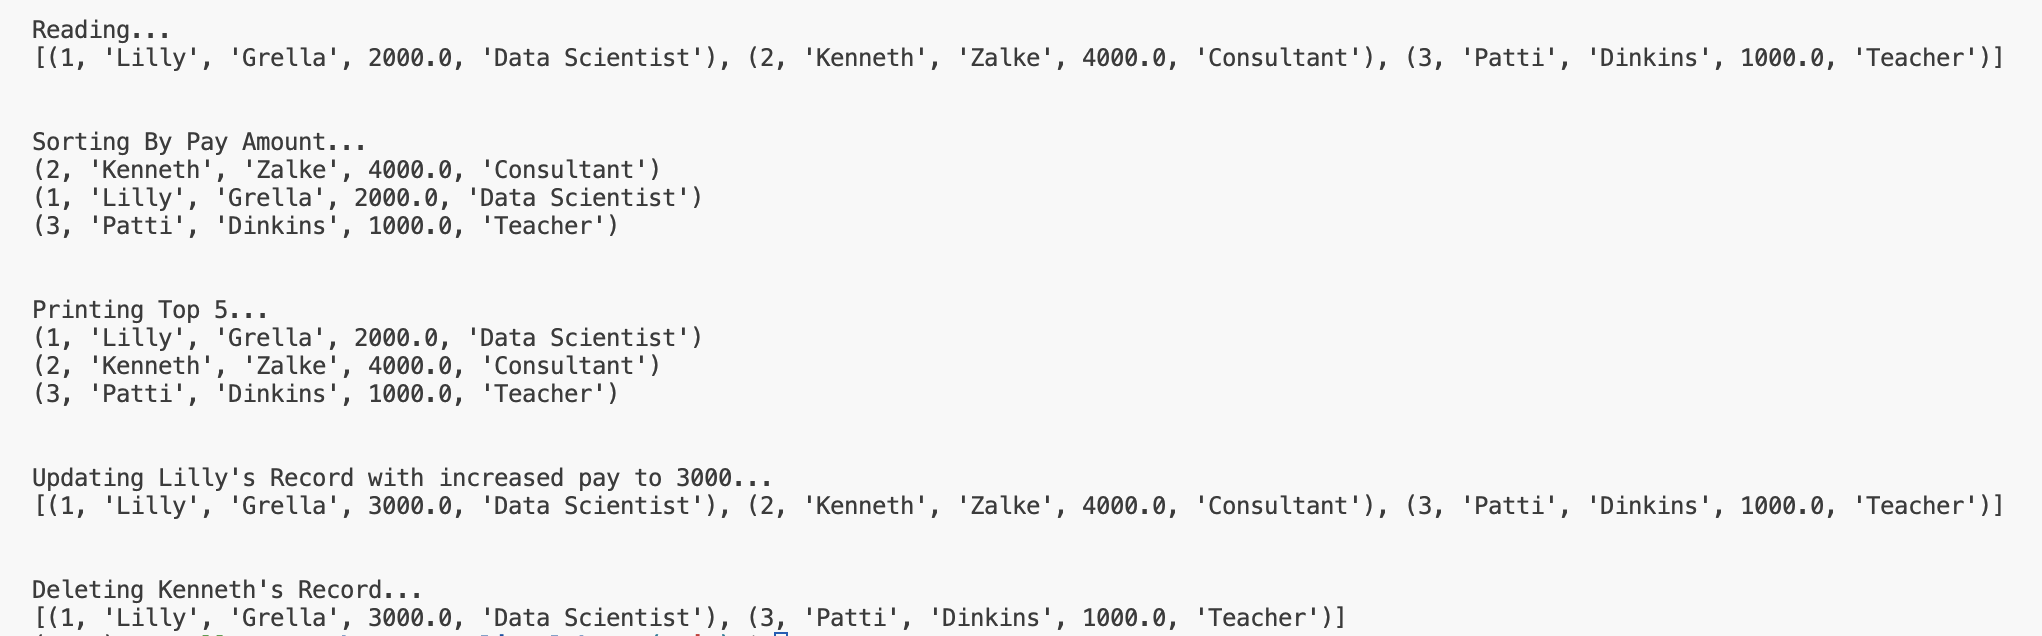 Reading...
[(1, 'Lilly', 'Grella', 2000.0, 'Data Scientist'), (2, 'Kenneth', 'Zalke', 4000.0, 'Consultant'), (3, 'Patti', 'Dinkins', 1000.0, 'Teacher')]
Sorting By Pay Amount...
(2, 'Kenneth', 'Zalke', 4000.0, 'Consultant')
(1, 'Lilly', 'Grella', 2000.0, 'Data Scientist')
(3, 'Patti', 'Dinkins', 1000.0, 'Teacher')
Printing Top 5...
(1, 'Lilly', 'Grella', 2000.0, 'Data Scientist')
(2, 'Kenneth', 'Zalke', 4000.0, 'Consultant')
(3, 'Patti', 'Dinkins', 1000.0, 'Teacher')
Updating Lilly's Record with increased pay to 3000...
[(1, 'Lilly', 'Grella', 3000.0, 'Data Scientist'), (2, 'Kenneth', 'Zalke', 4000.0, 'Consultant'), (3, 'Patti', 'Dinkins', 1000.0, 'Teacher')]
Deleting Kenneth's Record...
[(1, 'Lilly', 'Grella', 3000.0, 'Data Scientist'), (3, 'Patti', 'Dinkins', 1000.0, 'Teacher')]